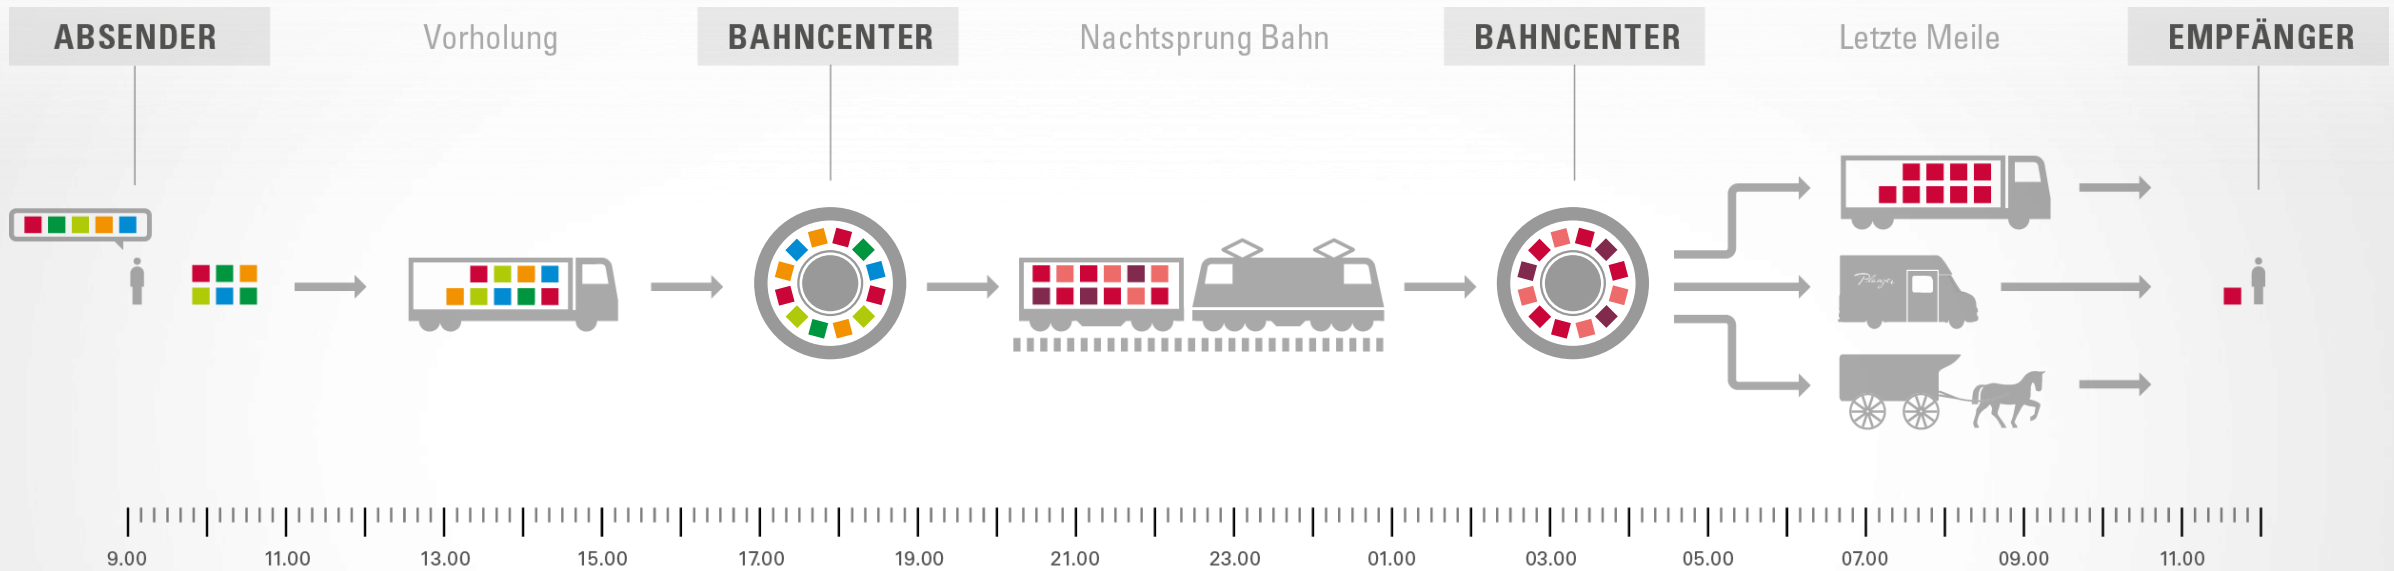 ABSENDER
Vorholung
BAHNCENTER
Nachtsprung Bahn
BAHNCENTER
Letzte Meile
EMPFÄNGER
9.00
11.00
13.00
15.00
17.00
19.00
21.00
23.00
01.00
03.00
05.00
07.00
09.00
11.00